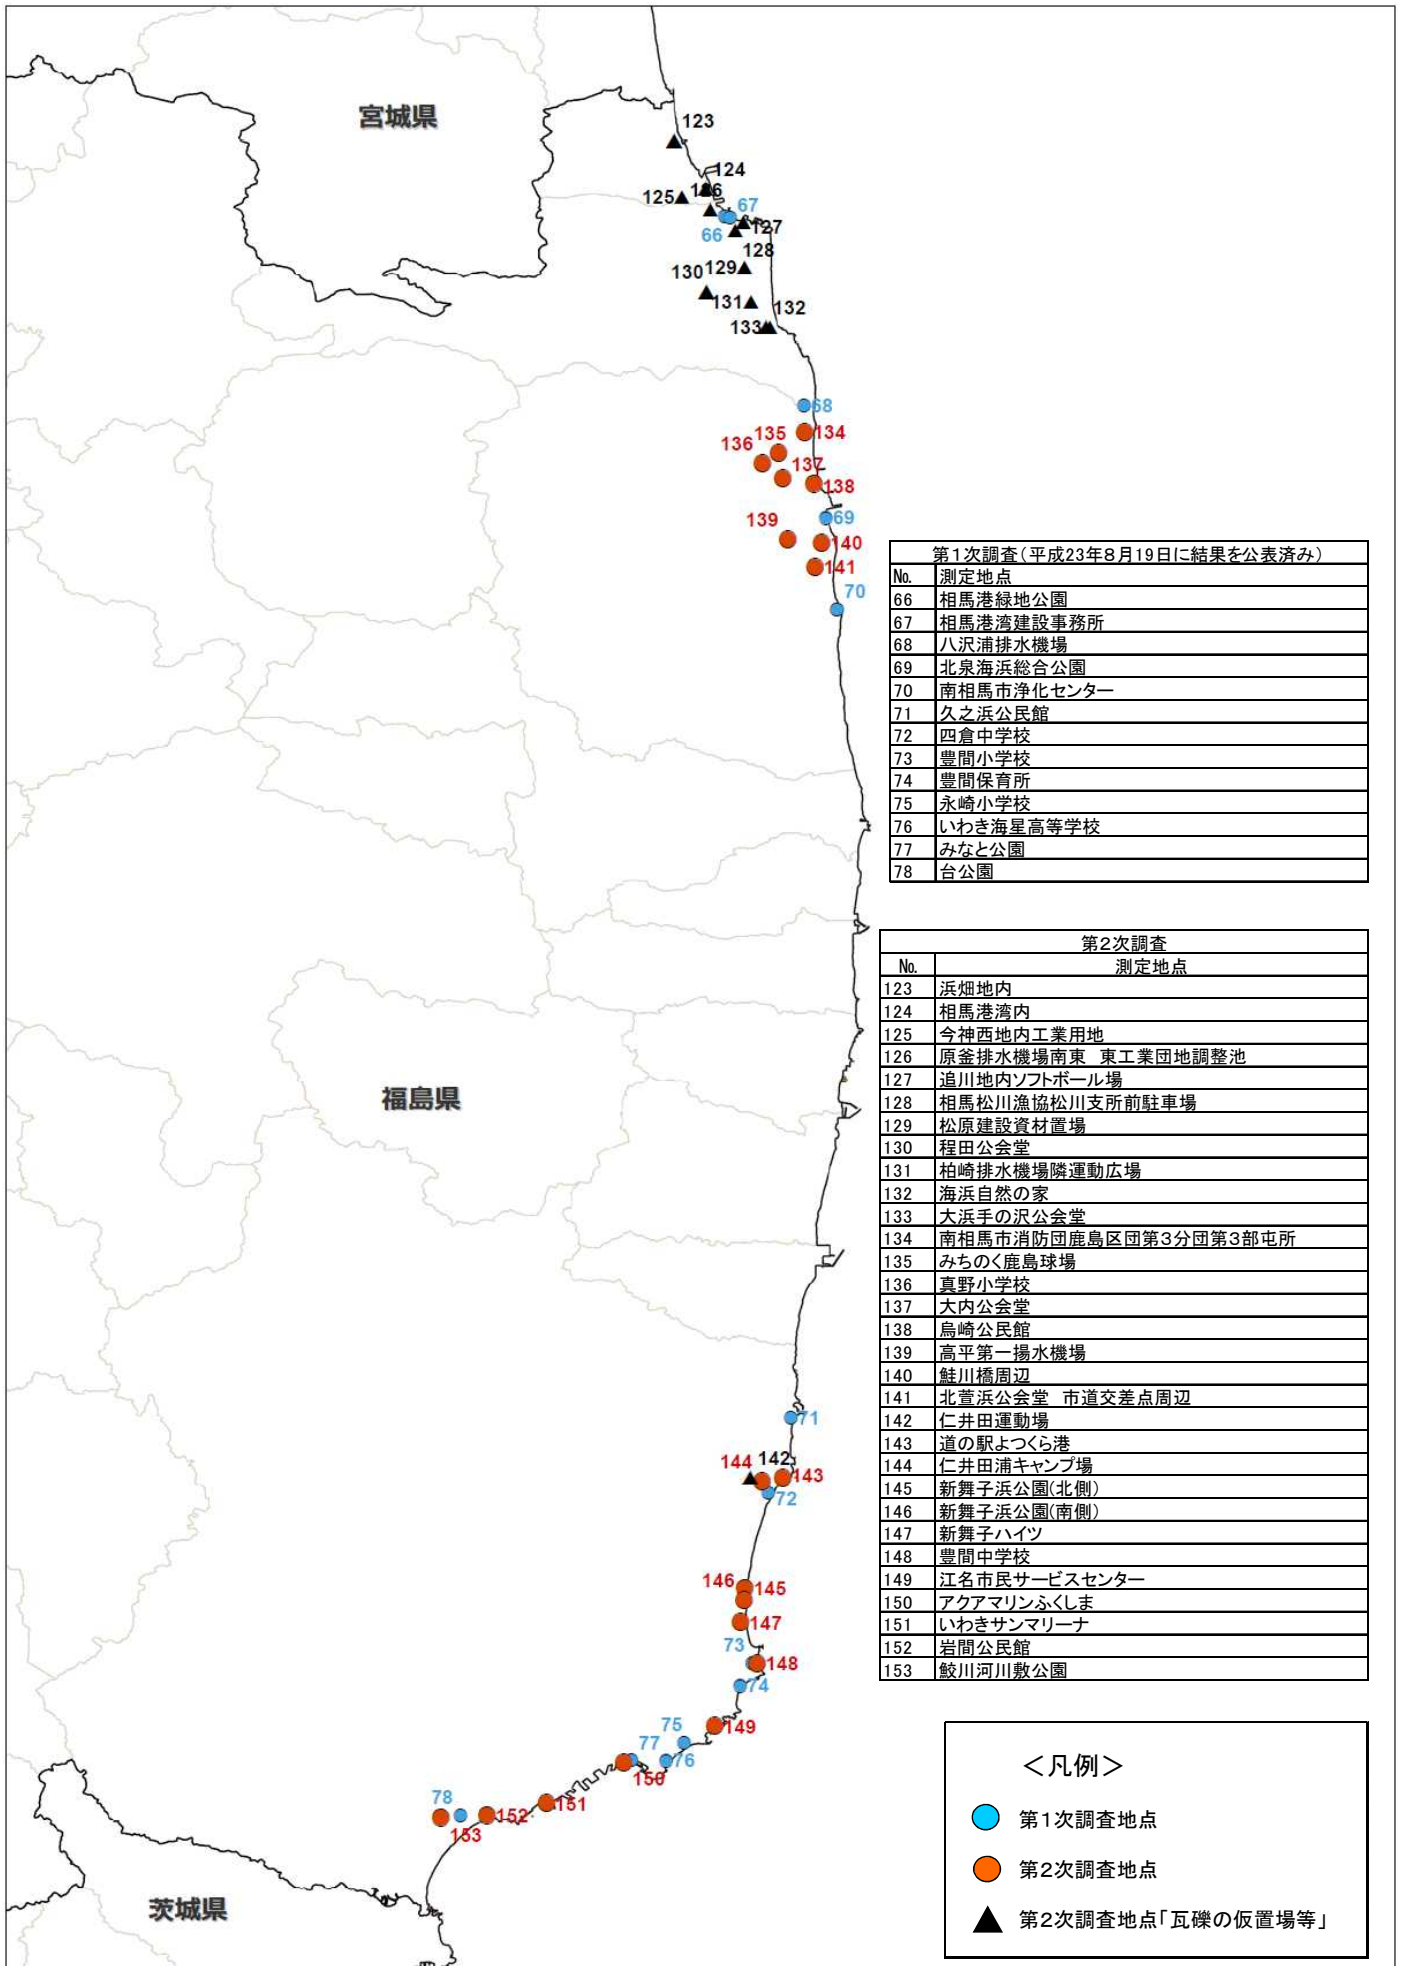 宮城県
123
124
125
126
67
66
127
128
129
130
131
132
133
68
134
135
136
137
138
69
139
140
141
70
第1次調査(平成23年8月19日に結果を公表済み)
No. 測定地点
66 相馬港緑地公園
67 相馬港湾建設事務所
68 八沢浦排水機場
69 北泉海浜総合公園
70 南相馬市浄化センター
71 久之浜公民館
72 四倉中学校
73 豊間小学校
74 豊間保育所
75 永崎小学校
76 いわき海星高等学校
77 みなと公園
78 台公園
第2次調査
No. 測定地点
123 浜畑地内
124 相馬港湾内
125 今神西地内工業用地
126 原釜排水機場南東 東工業団地調整池
127 追川地内ソフトボール場
128 相馬松川漁協松川支所前駐車場
129 松原建設資材置場
130 程田公会堂
131 柏崎排水機場隣運動広場
132 海浜自然の家
133 大浜手の沢公会堂
134 南相馬市消防団鹿島区団第3分団第3部屯所
135 みちのく鹿島球場
136 真野小学校
137 大内公会堂
138 烏崎公民館
139 高平第一揚水機場
140 鮭川橋周辺
141 北萱浜公会堂 市道交差点周辺
142 仁井田運動場
143 道の駅よつくら港
144 仁井田浦キャンプ場
145 新舞子浜公園(北側)
146 新舞子浜公園(南側)
147 新舞子ハイツ
148 豊間中学校
149 江名市民サービスセンター
150 アクアマリンふくしま
151 いわきサンマリーナ
152 岩間公民館
153 鮫川河川敷公園
福島県
71
144
142
143
72
146
145
147
73
148
74
149
75
77
76
150
151
78
152
153
茨城県
<凡例>
第1次調査地点
第2次調査地点
第2次調査地点「瓦礫の仮置場等」